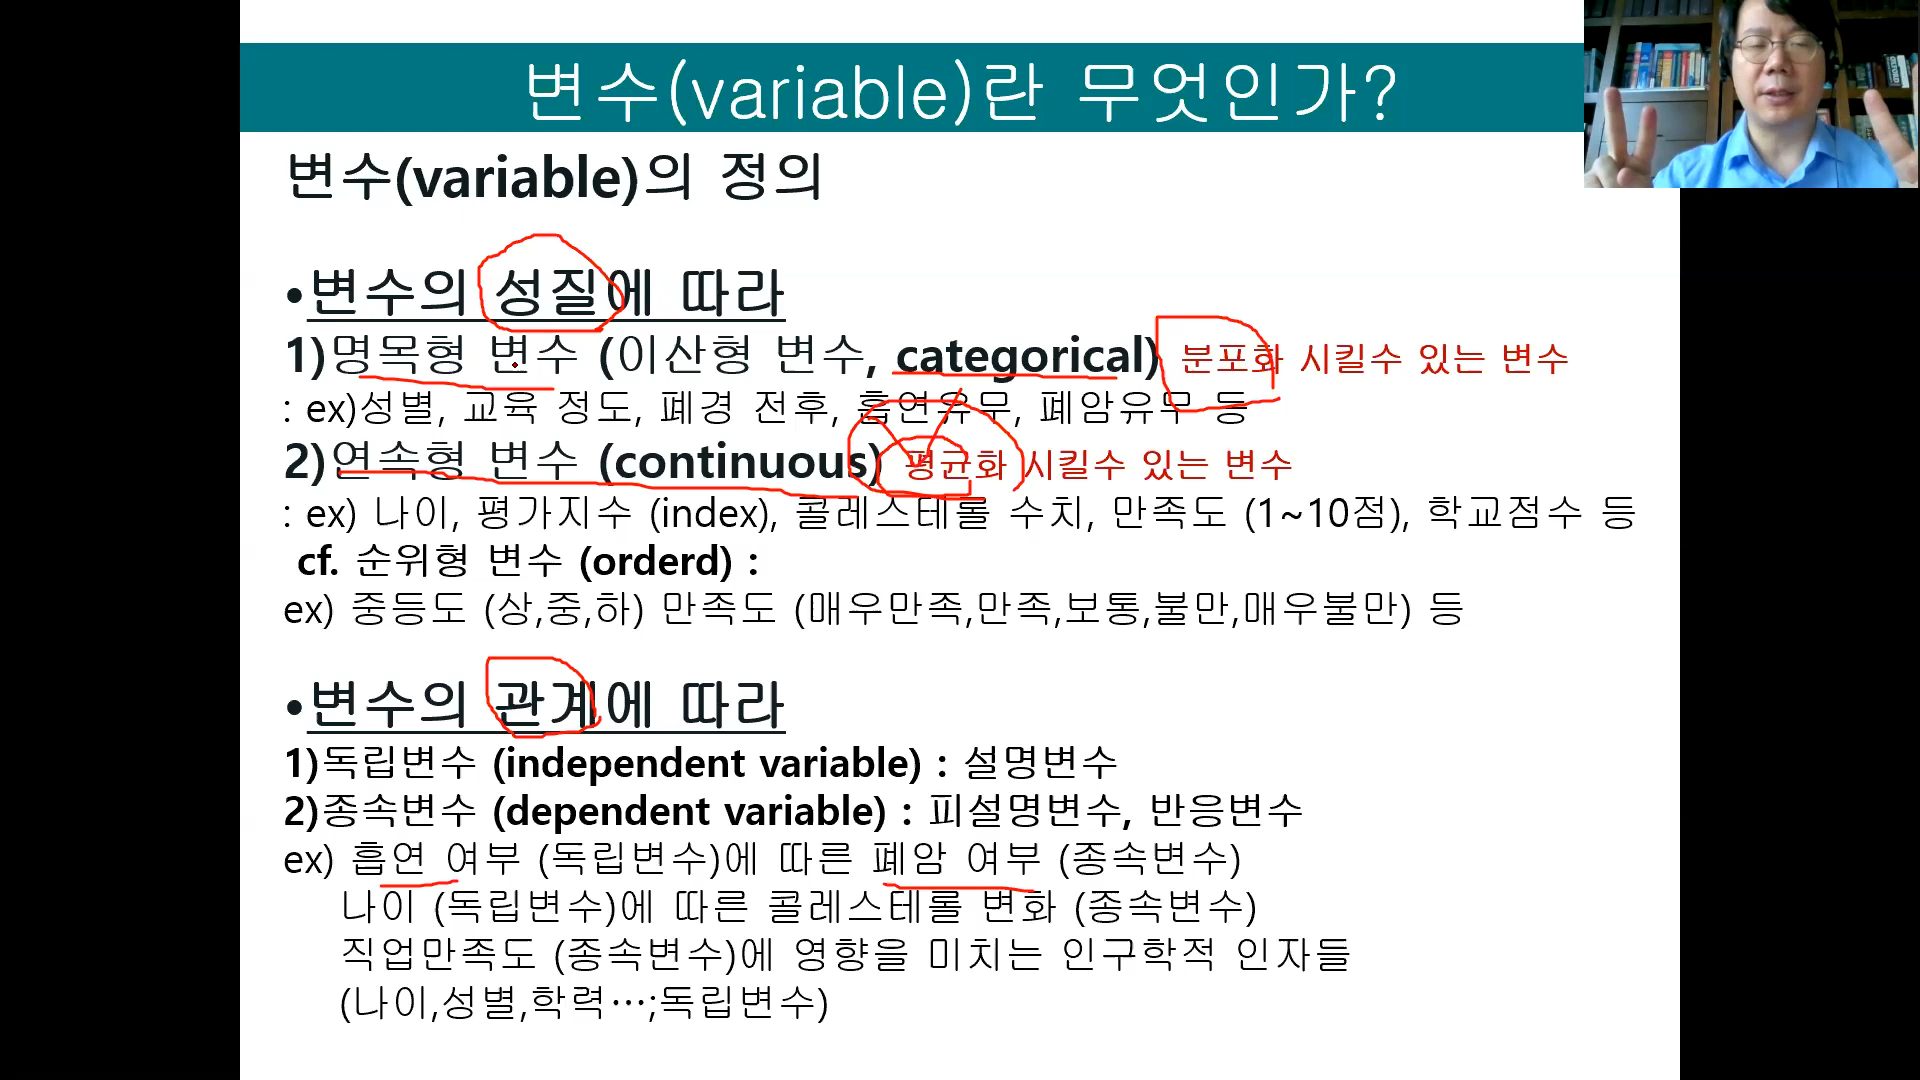 변수(variable)란 무엇인가?
변수(variable)의 정의
•변수의 성질에 따라
1)명목형 변수 (이산형 변수, categorical) 분포화 시킬수 있는 변수
: ex)성별, 교육 정도, 폐경 전후, 흡연유무, 폐암유무 등
2)연속형 변수 (continuous) 평균화 시킬수 있는 변수
: ex) 나이, 평가지수 (index), 콜레스테롤 수치, 만족도 (1~10점), 학교점수 등
cf. 순위형 변수 (orderd) :
ex) 중등도 (상,중,하) 만족도 (매우만족,만족,보통,불만,매우불만) 등
•변수의 관계에 따라
1)독립변수 (independent variable) : 설명변수
2)종속변수 (dependent variable) : 피설명변수, 반응변수
ex) 흡연 여부 (독립변수)에 따른 폐암 여부 (종속변수)
나이 (독립변수)에 따른 콜레스테롤 변화 (종속변수)
직업만족도 (종속변수)에 영향을 미치는 인구학적 인자들
(나이,성별,학력…;독립변수)